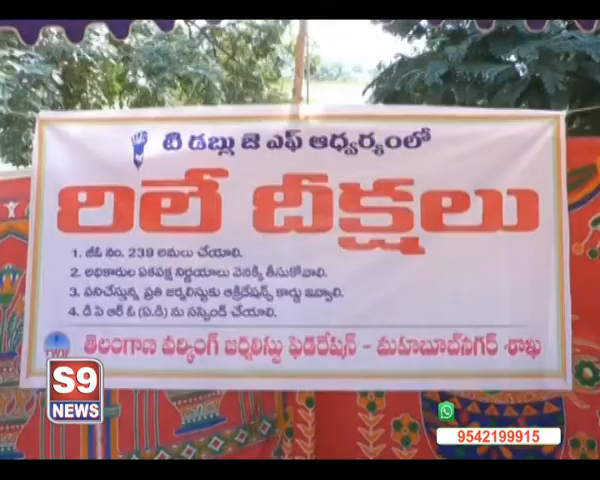 టి డబ్లు జె ఎఫ్ ఆధ్వర్యంలో
రిలే దీక్షలు
1. జీవీ నెం. 239 అమలు చేయాలి.
2. అధికారుల ఏకపక్ష నిర్ణయాలు వెనక్కి తీసుకోవాలి.
3. పనిచేస్తున్న ప్రతి జర్నలిస్టుకు అక్రిడేషన్స్ కార్డు ఇవ్వాలి.
4. డి పి ఆర్ ఓ (ఏ.డి) ను సస్పెండ్ చేయాలి.
TWJF
తెలంగాణ వర్కింగ్ జర్నలిస్టు ఫెడరేషన్ - మహబూబ్‌నగర్ శాఖ
S9
NEWS
9542199915